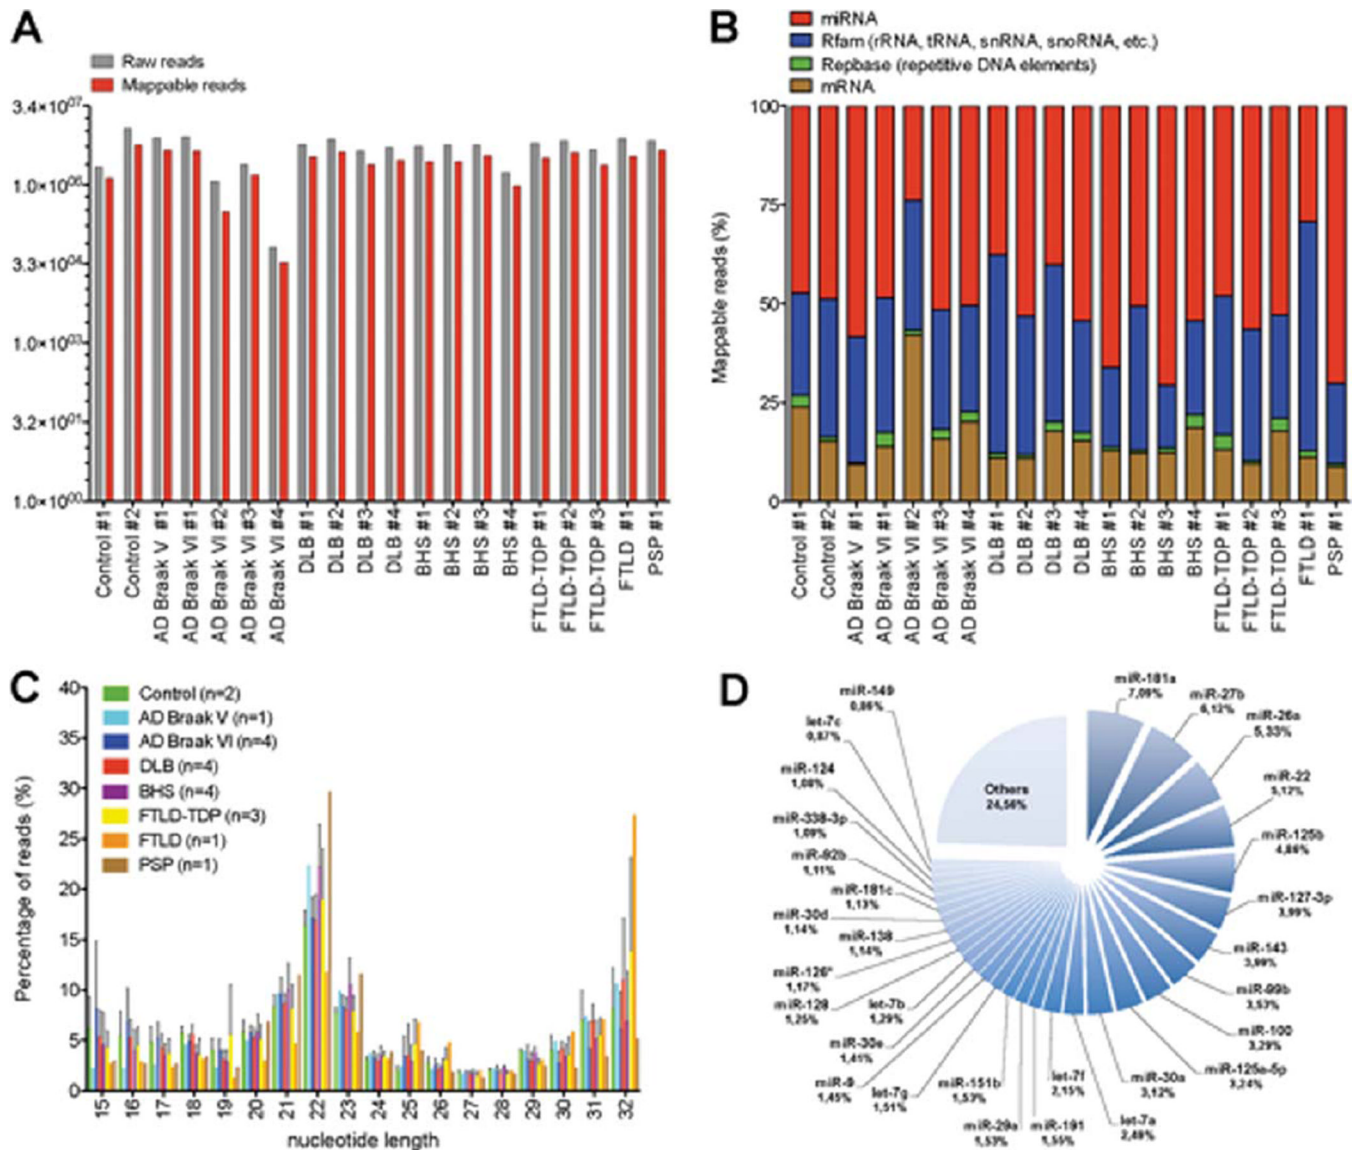 A
Raw reads
Mappable reads
3.4×10^07
1.0×10^06
3.3×10^04
1.0×10^03
3.2×10^01
1.0×10^00
Control #1
Control #2
AD Braak V #1
AD Braak VI #1
AD Braak VI #2
AD Braak VI #3
AD Braak VI #4
DLB #1
DLB #2
DLB #3
DLB #4
BHS #1
BHS #2
BHS #3
BHS #4
FTLD-TDP #1
FTLD-TDP #2
FTLD-TDP #3
FTLD #1
PSP #1
B
miRNA
Rfam (rRNA, tRNA, snRNA, snoRNA, etc.)
Repbase (repetitive DNA elements)
mRNA
Mappable reads (%)
100
75
50
25
0
Control #1
Control #2
AD Braak V #1
AD Braak VI #1
AD Braak VI #2
AD Braak VI #3
AD Braak VI #4
DLB #1
DLB #2
DLB #3
DLB #4
BHS #1
BHS #2
BHS #3
BHS #4
FTLD-TDP #1
FTLD-TDP #2
FTLD-TDP #3
FTLD #1
PSP #1
C
Control (n=2)
AD Braak V (n=1)
AD Braak VI (n=4)
DLB (n=4)
BHS (n=4)
FTLD-TDP (n=3)
FTLD (n=1)
PSP (n=1)
Percentage of reads (%)
40
35
30
25
20
15
10
5
0
15
16
17
18
19
20
21
22
23
24
25
26
27
28
29
30
31
32
nucleotide length
D
miR-181a
7,09%
miR-27b
6,12%
miR-26a
5,33%
miR-22
5,12%
miR-125b
4,86%
miR-127-3p
3,99%
miR-143
3,99%
miR-99b
3,53%
miR-100
3,29%
miR-125a-5p
3,24%
miR-30a
3,12%
let-7a
2,48%
let-7f
2,15%
miR-191
1,55%
miR-29a
1,53%
miR-151b
1,53%
let-7g
1,51%
miR-9
1,45%
miR-30e
1,41%
let-7b
1,29%
miR-128
1,25%
miR-126*
1,17%
miR-138
1,14%
miR-30d
1,14%
miR-181c
1,13%
miR-92b
1,11%
miR-338-3p
1,09%
miR-124
1,08%
let-7c
0,87%
miR-149
0,86%
Others
24,56%